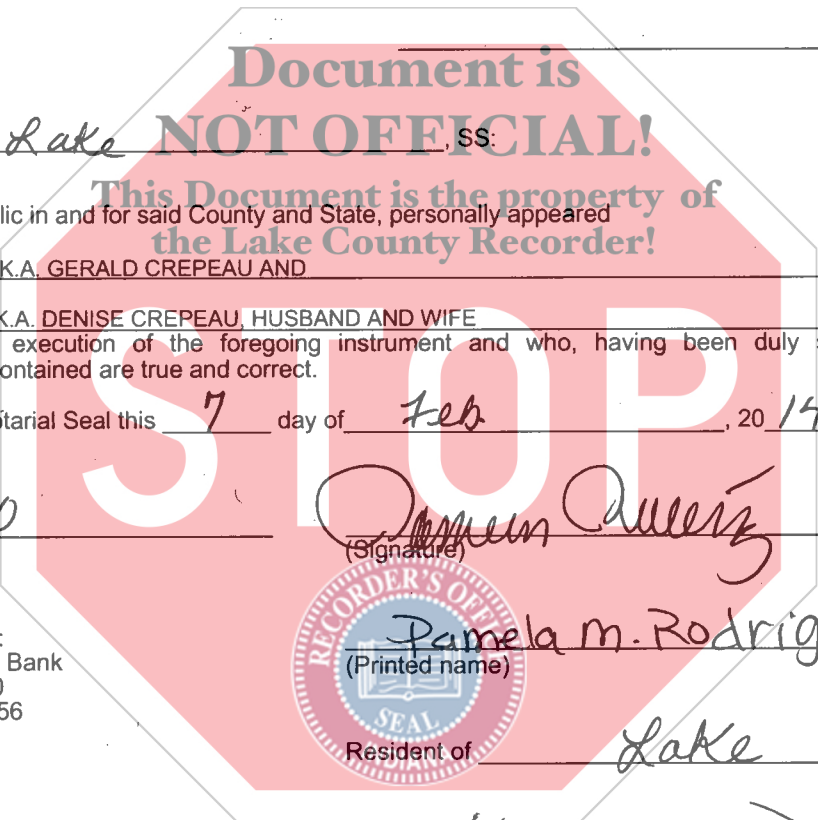 Document is
Lake NOT OFFICIAL! , SS:
This Document is the property of
lic in and for said County and State, personally appeared
the Lake County Recorder!
K.A. GERALD CREPEAU AND
K.A. DENISE CREPEAU, HUSBAND AND WIFE
execution of the foregoing instrument and who, having been duly
ontained are true and correct.
STOP
otarial Seal this 7 day of Feb. , 20 14
(Signature)
RECORDER'S OFFICE
Pamela M. Rodrig
Bank (Printed name)
56
SEAL
INDIANA
Resident of Lake